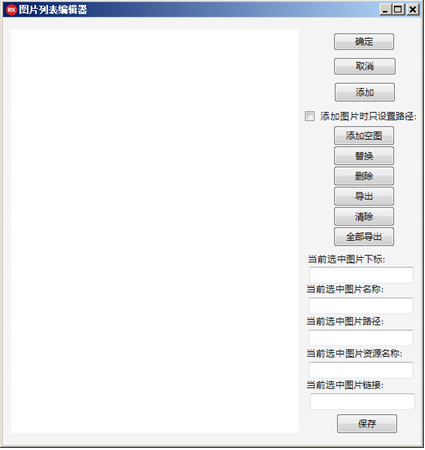 RX 图片列表编辑器
确定
取消
添加
添加图片时只设置路径:
添加空图
替换
删除
导出
清除
全部导出
当前选中图片下标:
当前选中图片名称:
当前选中图片路径:
当前选中图片资源名称:
当前选中图片链接:
保存